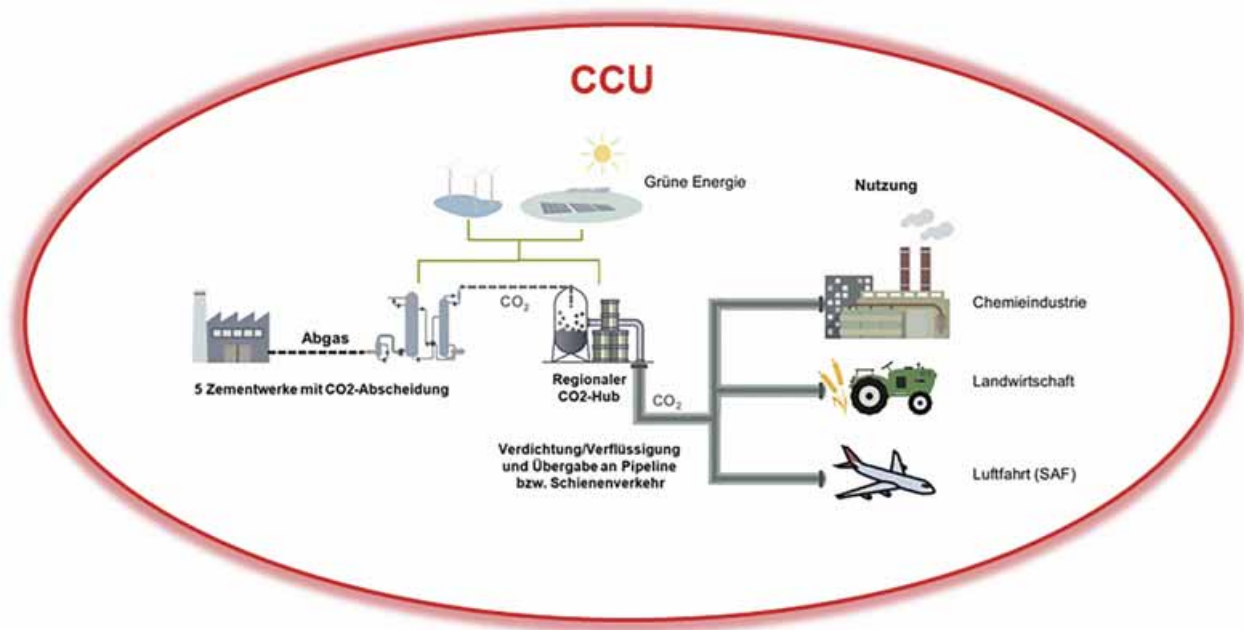 CCU
Grüne Energie
Nutzung
Abgas
CO2
5 Zementwerke mit CO2-Abscheidung
Regionaler
CO2-Hub
CO2
Verdichtung/Verflüssigung
und Übergabe an Pipeline
bzw. Schienenverkehr
Chemieindustrie
Landwirtschaft
Luftfahrt (SAF)